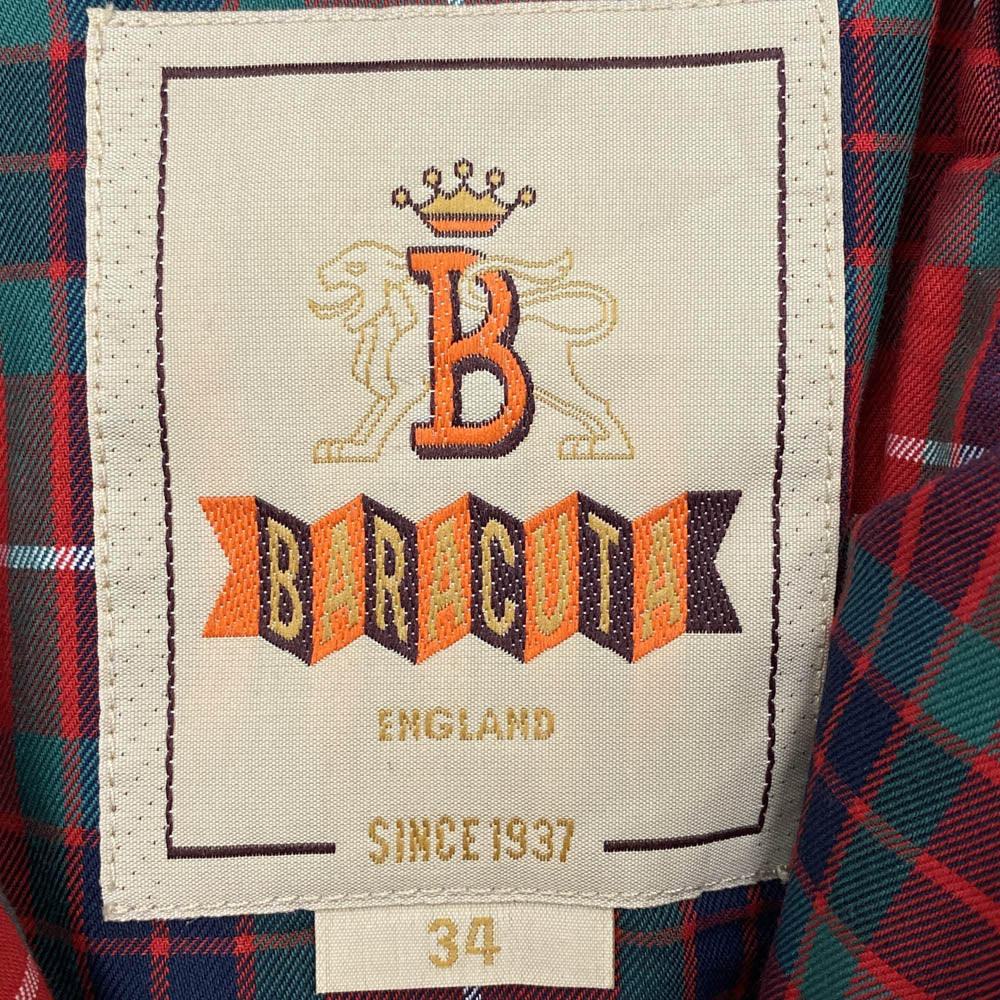 B
BARACUTA
ENGLAND
SINCE 1937
34